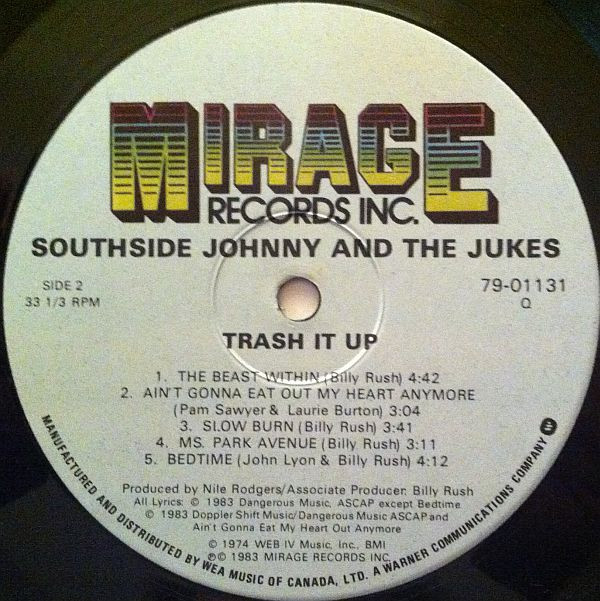 MIRAGE
RECORDS INC.
SOUTHSIDE JOHNNY AND THE JUKES
SIDE 2
33 1/3 RPM
79-01131
Q
TRASH IT UP
1. THE BEAST WITHIN (Billy Rush) 4:42
2. AIN'T GONNA EAT OUT MY HEART ANYMORE
(Pam Sawyer & Laurie Burton) 3:04
3. SLOW BURN (Billy Rush) 3:41
4. MS. PARK AVENUE (Billy Rush) 3:11
5. BEDTIME (John Lyon & Billy Rush) 4:12
Produced by Nile Rodgers/Associate Producer: Billy Rush
All Lyrics: © 1983 Dangerous Music, ASCAP except Bedtime
© 1983 Doppler Shift Music/Dangerous Music ASCAP and
Ain't Gonna Eat My Heart Out Anymore
© 1974 WEB IV Music, Inc., BMI
℗© 1983 MIRAGE RECORDS INC.
MANUFACTURED AND DISTRIBUTED BY WEA MUSIC OF CANADA, LTD. A WARNER COMMUNICATIONS COMPANY